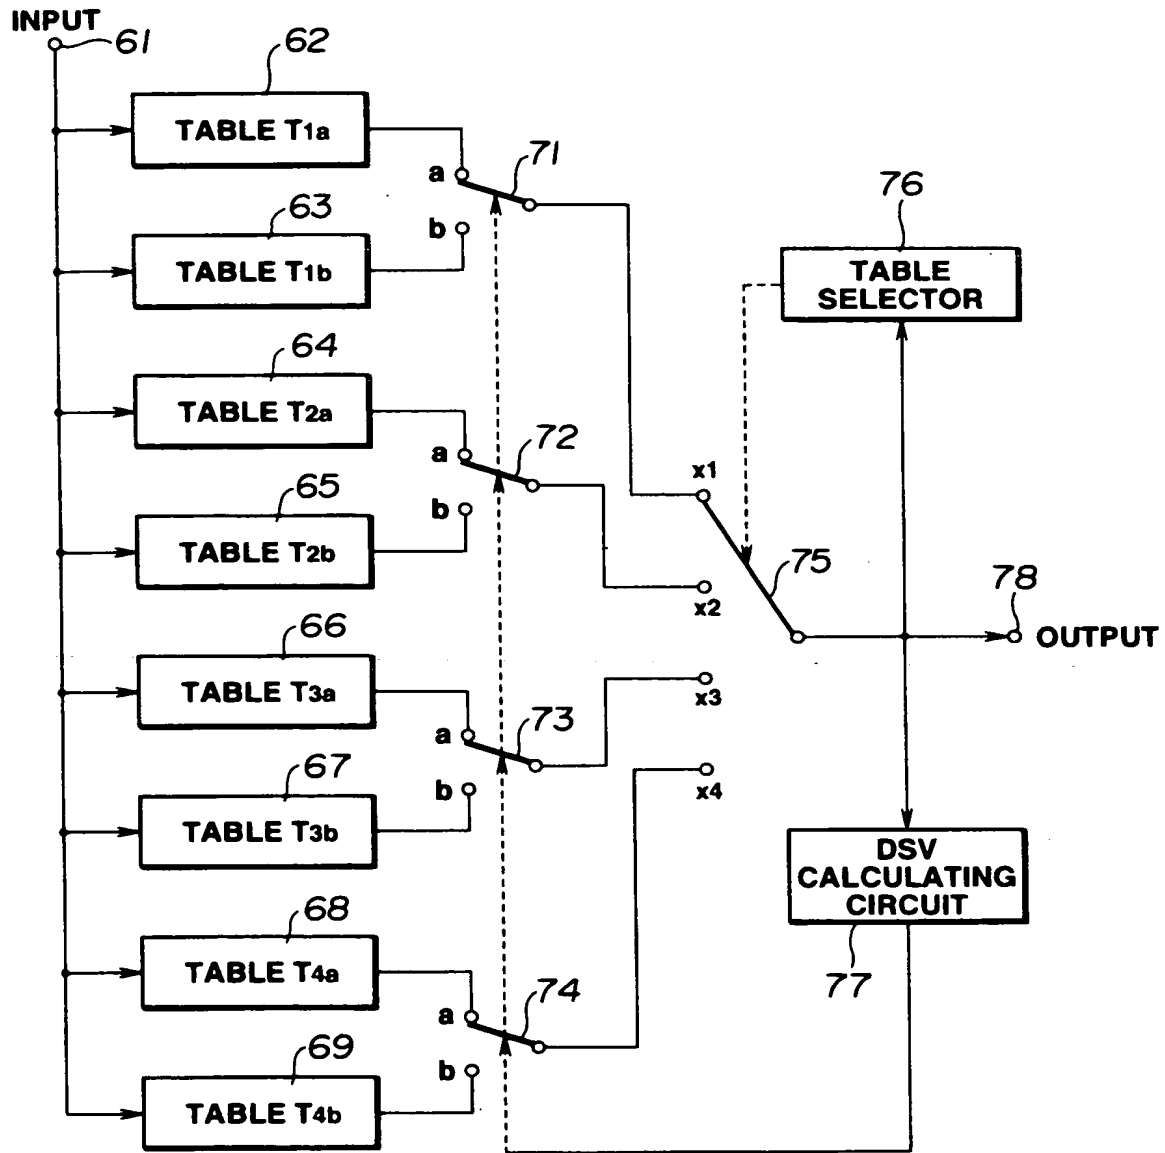 INPUT
61
62
TABLE T1a
a
71
b
63
TABLE T1b
76
TABLE
SELECTOR
64
TABLE T2a
a
72
b
65
TABLE T2b
x1
75
x2
78
OUTPUT
66
TABLE T3a
a
73
b
x3
67
TABLE T3b
x4
DSV
CALCULATING
CIRCUIT
77
68
TABLE T4a
a
74
b
69
TABLE T4b